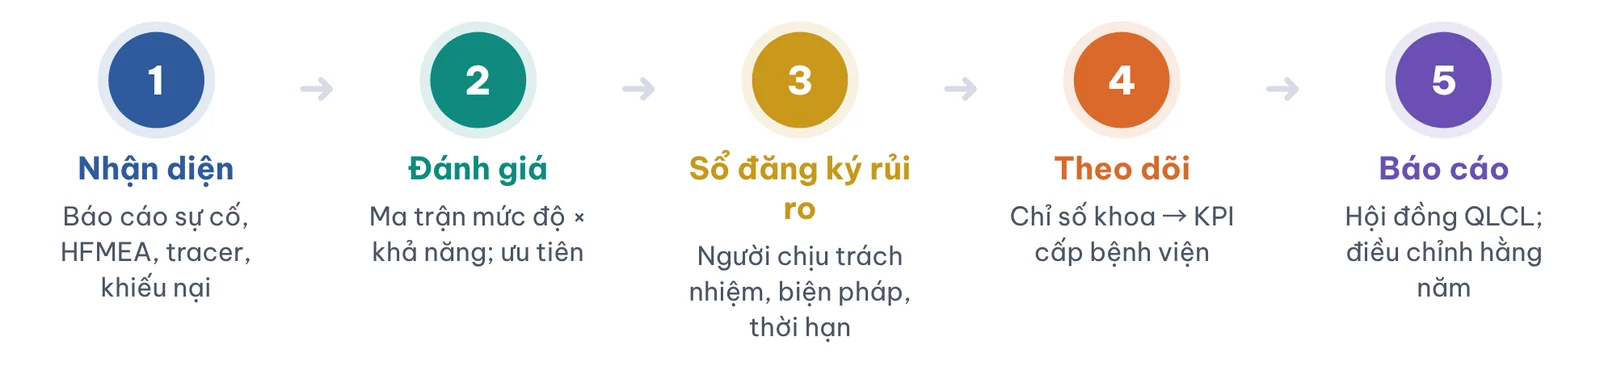 1
Nhận diện
Báo cáo sự cố,
HFMEA, tracer,
khiếu nại
→
2
Đánh giá
Ma trận mức độ ×
khả năng; ưu tiên
→
3
Sổ đăng ký rủi
ro
Người chịu trách
nhiệm, biện pháp,
thời hạn
→
4
Theo dõi
Chỉ số khoa → KPI
cấp bệnh viện
→
5
Báo cáo
Hội đồng QLCL;
điều chỉnh hằng
năm